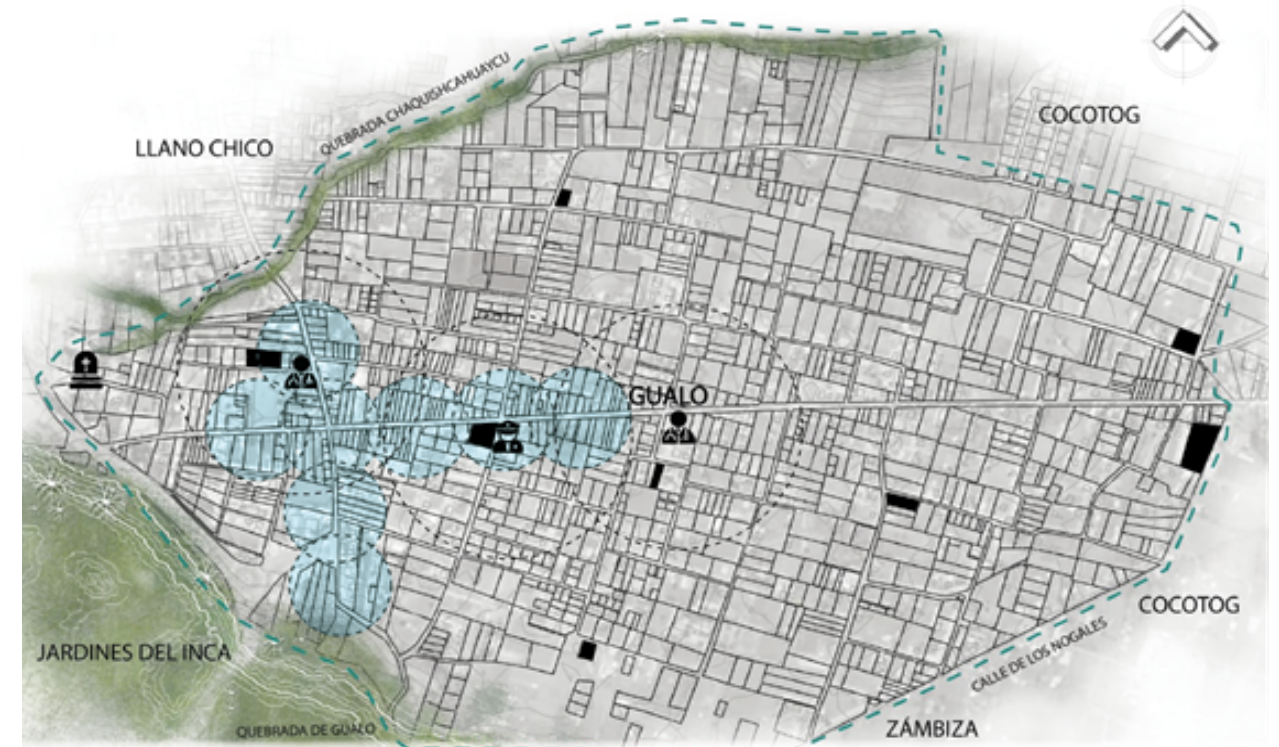 COCOTOG
QUEBRADA CHAQUISHCAHUAYCU
LLANO CHICO
GUALO
COCOTOG
CALLE DE LOS NOGALES
JARDINES DEL INCA
QUEBRADA DE GUALO
ZÁMBIZA